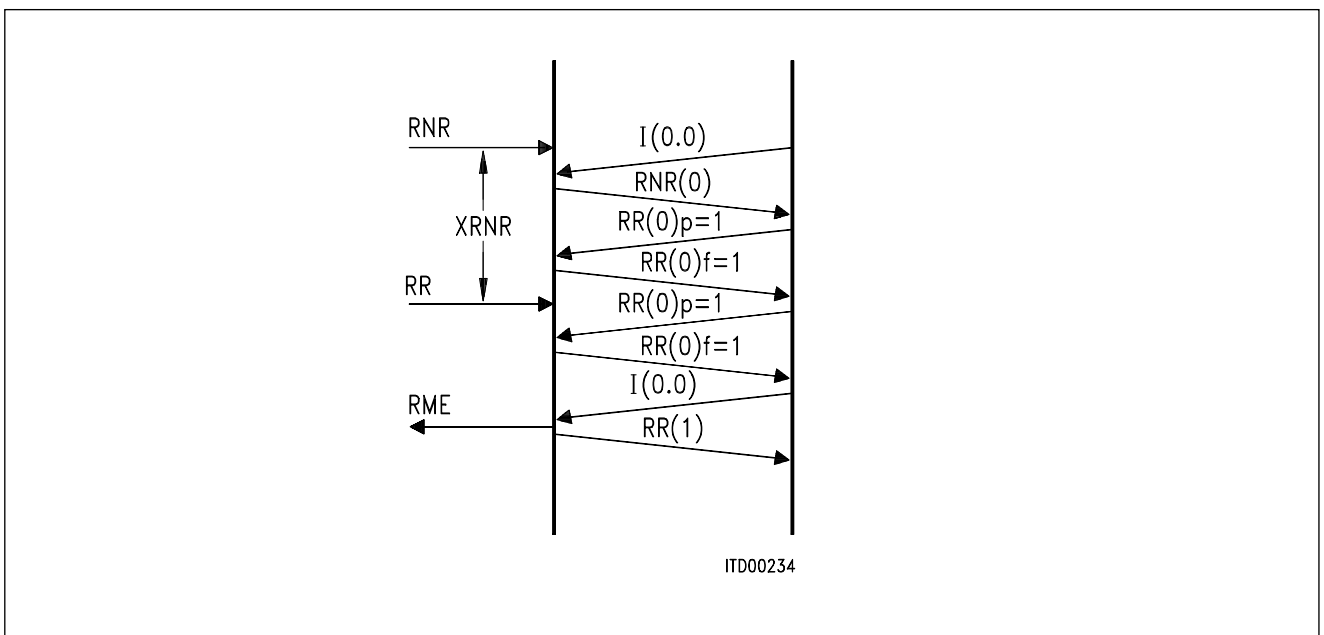 RNR
I(0.0)
RNR(0)
RR(0)p=1
XRNR
RR(0)f=1
RR
RR(0)p=1
RR(0)f=1
I(0.0)
RME
RR(1)
ITD00234